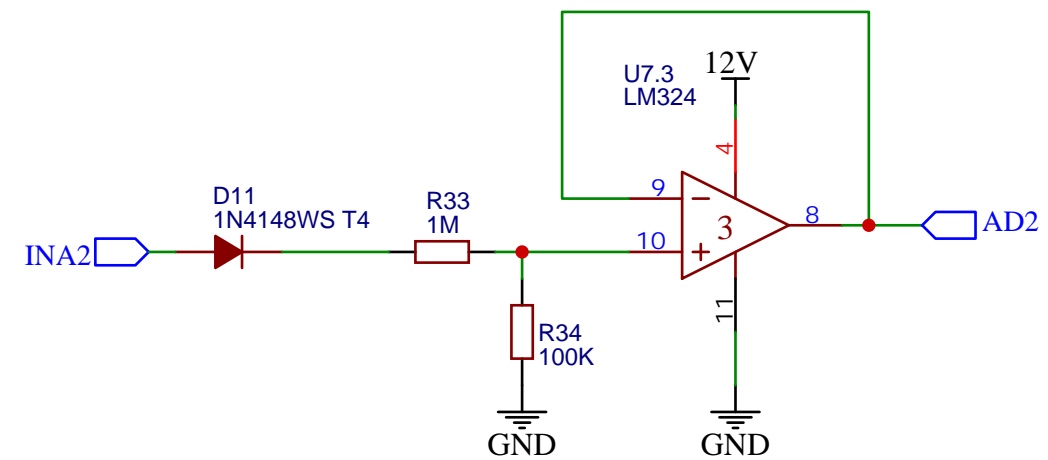 12V
U7.3
LM324
4
9
D11
1N4148WS T4
R33
1M
8
3
AD2
INA2
10
11
R34
100K
GND
GND